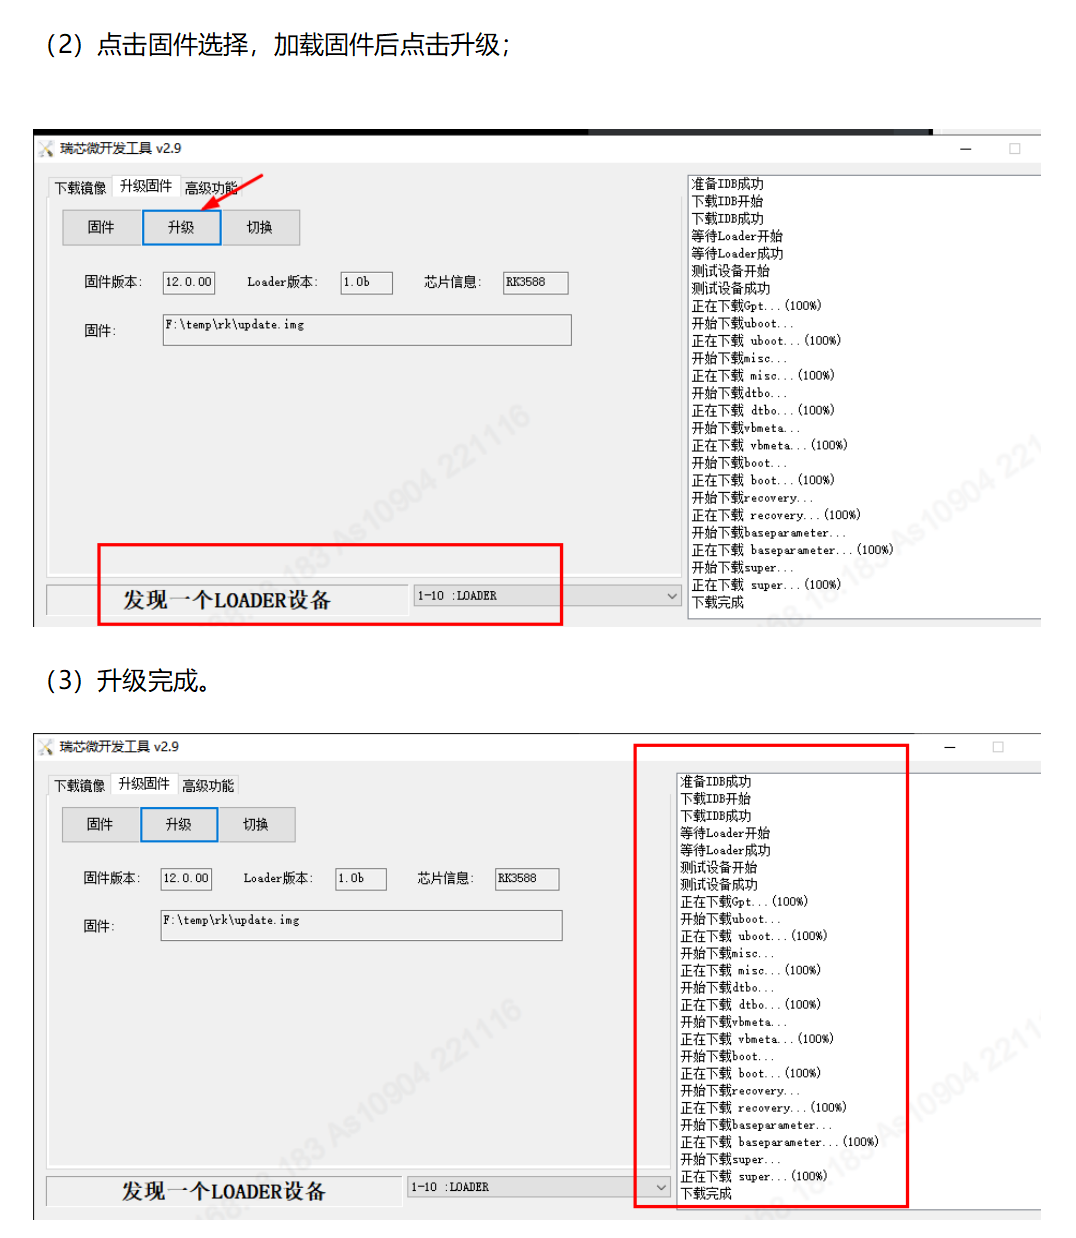 （2）点击固件选择，加载固件后点击升级；
瑞芯微开发工具 v2.9
下载镜像 升级固件 高级功能
固件 升级 切换
固件版本： 12.0.00 Loader版本： 1.0b 芯片信息： RK3588
固件： F:\temp\rk\update.img
发现一个LOADER设备 1-10 :LOADER
准备IDB成功
下载IDB开始
下载IDB成功
等待Loader开始
等待Loader成功
测试设备开始
测试设备成功
正在下载Gpt...(100%)
开始下载uboot...
正在下载 uboot...(100%)
开始下载misc...
正在下载 misc...(100%)
开始下载dtbo...
正在下载 dtbo...(100%)
开始下载vbmeta...
正在下载 vbmeta...(100%)
开始下载boot...
正在下载 boot...(100%)
开始下载recovery...
正在下载 recovery...(100%)
开始下载baseparameter...
正在下载 baseparameter...(100%)
开始下载super...
正在下载 super...(100%)
下载完成
183 As10904 221116
（3）升级完成。
瑞芯微开发工具 v2.9
下载镜像 升级固件 高级功能
固件 升级 切换
固件版本： 12.0.00 Loader版本： 1.0b 芯片信息： RK3588
固件： F:\temp\rk\update.img
发现一个LOADER设备 1-10 :LOADER
准备IDB成功
下载IDB开始
下载IDB成功
等待Loader开始
等待Loader成功
测试设备开始
测试设备成功
正在下载Gpt...(100%)
开始下载uboot...
正在下载 uboot...(100%)
开始下载misc...
正在下载 misc...(100%)
开始下载dtbo...
正在下载 dtbo...(100%)
开始下载vbmeta...
正在下载 vbmeta...(100%)
开始下载boot...
正在下载 boot...(100%)
开始下载recovery...
正在下载 recovery...(100%)
开始下载baseparameter...
正在下载 baseparameter...(100%)
开始下载super...
正在下载 super...(100%)
下载完成
183 As10904 221116